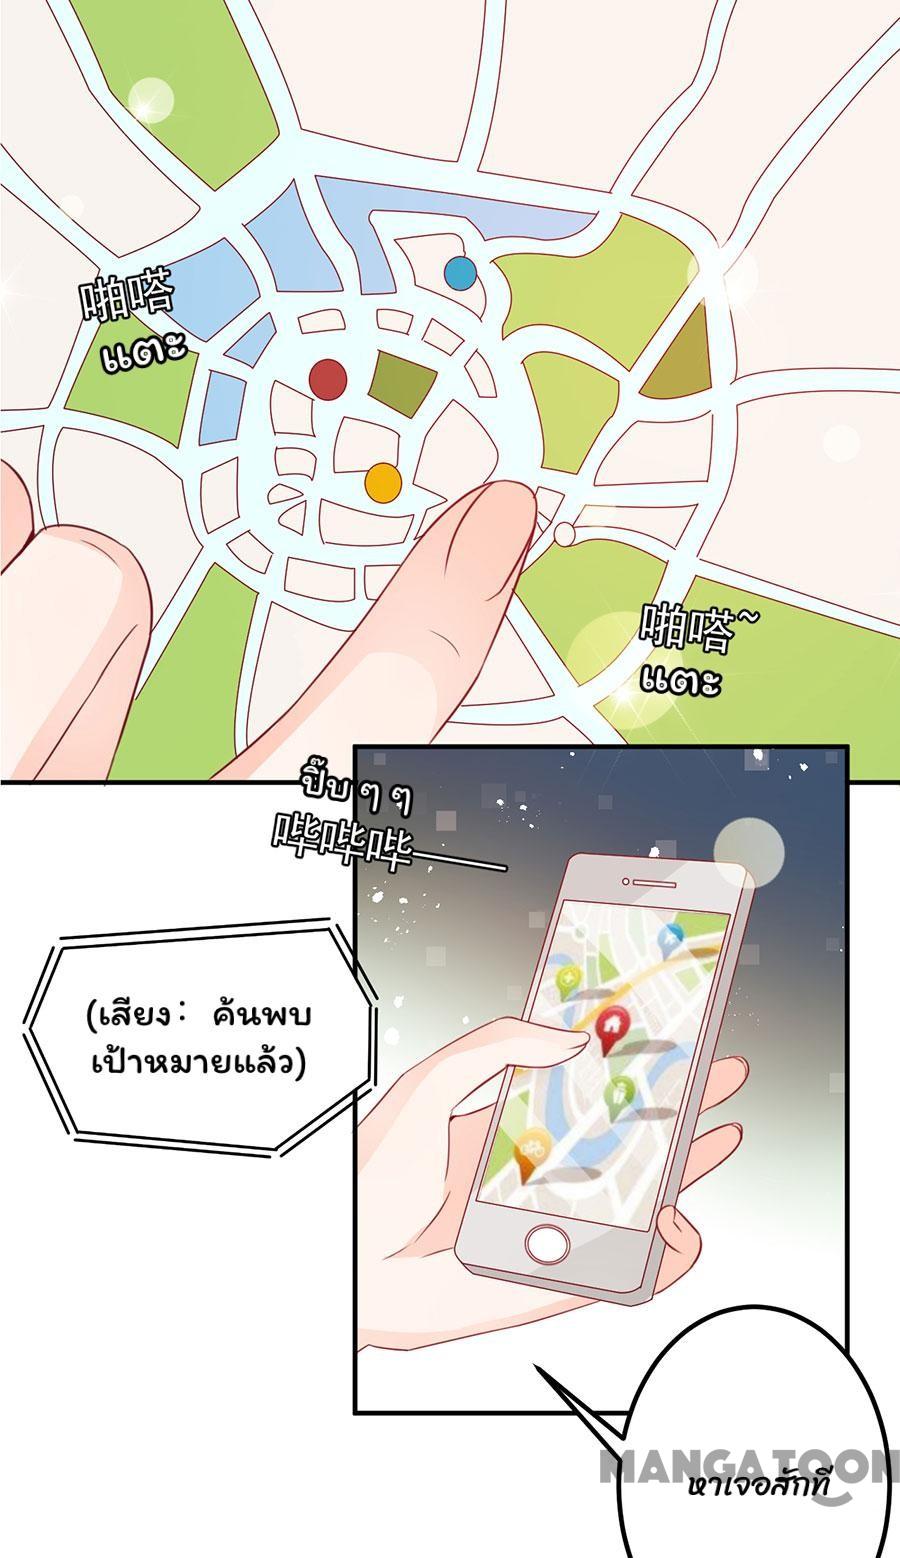 啪嗒
แตะ
啪嗒~
แตะ
ปิ๊บ ๆ ๆ
哔哔哔——
(เสียง: ค้นพบ
เป้าหมายแล้ว)
MANGATOON
หาเจอสักที